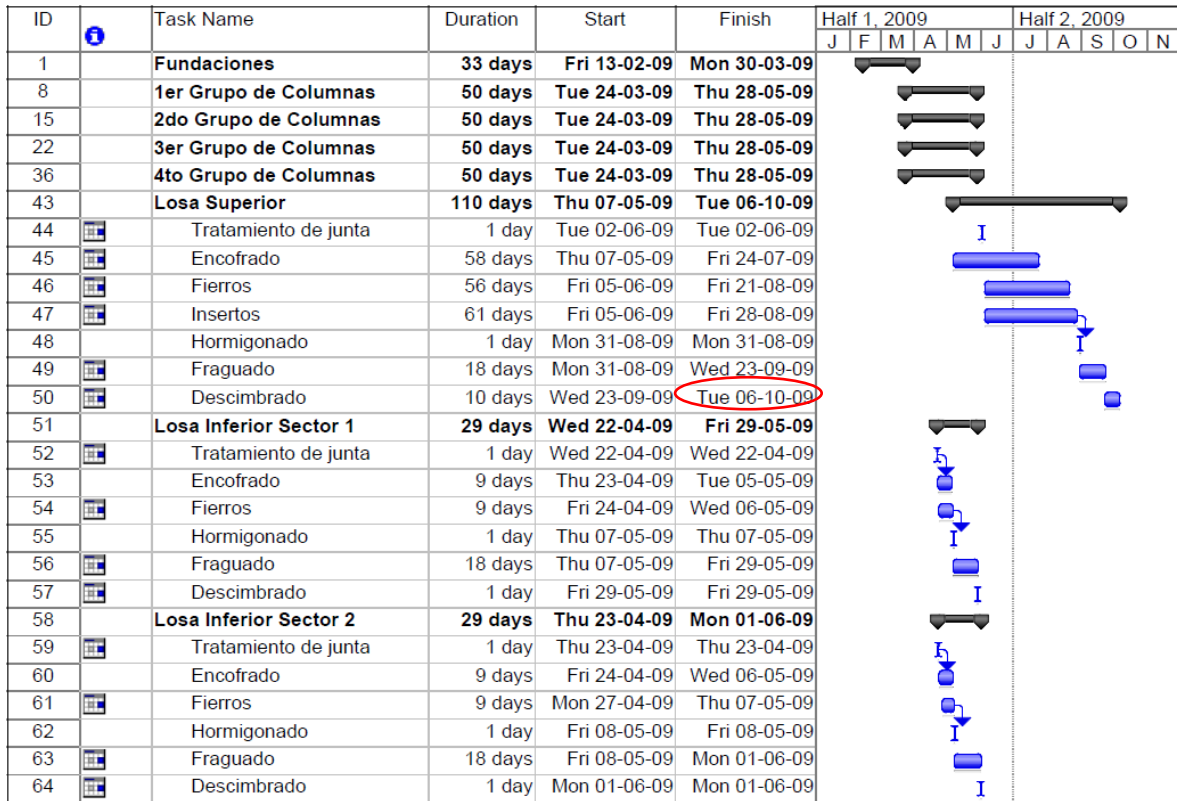 ID Task Name Duration Start Finish Half 1, 2009 Half 2, 2009
J F M A M J J A S O N
1 Fundaciones 33 days Fri 13-02-09 Mon 30-03-09
8 1er Grupo de Columnas 50 days Tue 24-03-09 Thu 28-05-09
15 2do Grupo de Columnas 50 days Tue 24-03-09 Thu 28-05-09
22 3er Grupo de Columnas 50 days Tue 24-03-09 Thu 28-05-09
36 4to Grupo de Columnas 50 days Tue 24-03-09 Thu 28-05-09
43 Losa Superior 110 days Thu 07-05-09 Tue 06-10-09
44 Tratamiento de junta 1 day Tue 02-06-09 Tue 02-06-09
45 Encofrado 58 days Thu 07-05-09 Fri 24-07-09
46 Fierros 56 days Fri 05-06-09 Fri 21-08-09
47 Insertos 61 days Fri 05-06-09 Fri 28-08-09
48 Hormigonado 1 day Mon 31-08-09 Mon 31-08-09
49 Fraguado 18 days Mon 31-08-09 Wed 23-09-09
50 Descimbrado 10 days Wed 23-09-09 Tue 06-10-09
51 Losa Inferior Sector 1 29 days Wed 22-04-09 Fri 29-05-09
52 Tratamiento de junta 1 day Wed 22-04-09 Wed 22-04-09
53 Encofrado 9 days Thu 23-04-09 Tue 05-05-09
54 Fierros 9 days Fri 24-04-09 Wed 06-05-09
55 Hormigonado 1 day Thu 07-05-09 Thu 07-05-09
56 Fraguado 18 days Thu 07-05-09 Fri 29-05-09
57 Descimbrado 1 day Fri 29-05-09 Fri 29-05-09
58 Losa Inferior Sector 2 29 days Thu 23-04-09 Mon 01-06-09
59 Tratamiento de junta 1 day Thu 23-04-09 Thu 23-04-09
60 Encofrado 9 days Fri 24-04-09 Wed 06-05-09
61 Fierros 9 days Mon 27-04-09 Thu 07-05-09
62 Hormigonado 1 day Fri 08-05-09 Fri 08-05-09
63 Fraguado 18 days Fri 08-05-09 Mon 01-06-09
64 Descimbrado 1 day Mon 01-06-09 Mon 01-06-09